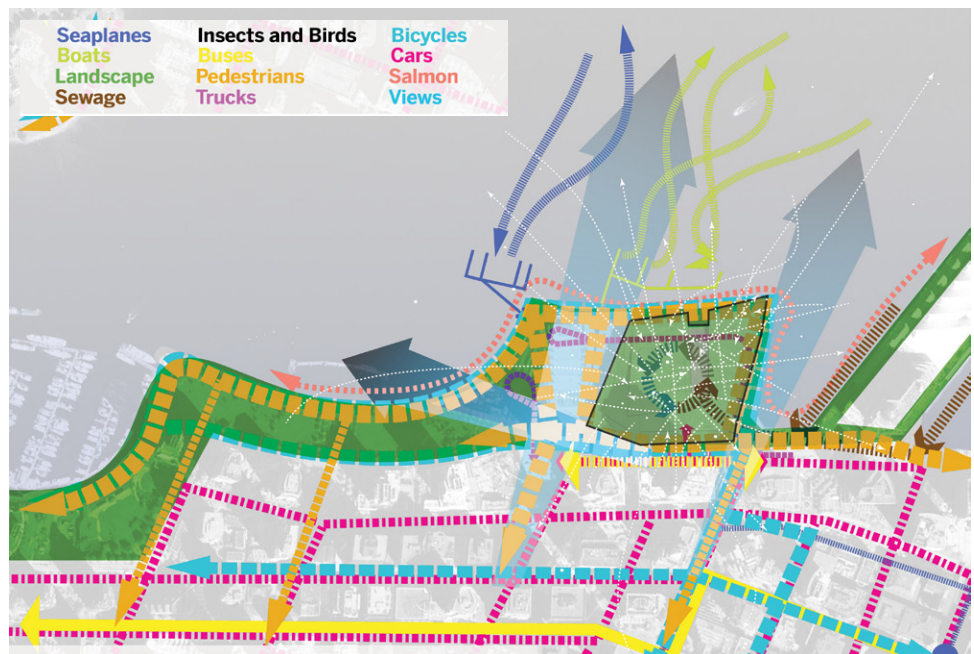 Seaplanes Insects and Birds Bicycles
Boats Buses Cars
Landscape Pedestrians Salmon
Sewage Trucks Views